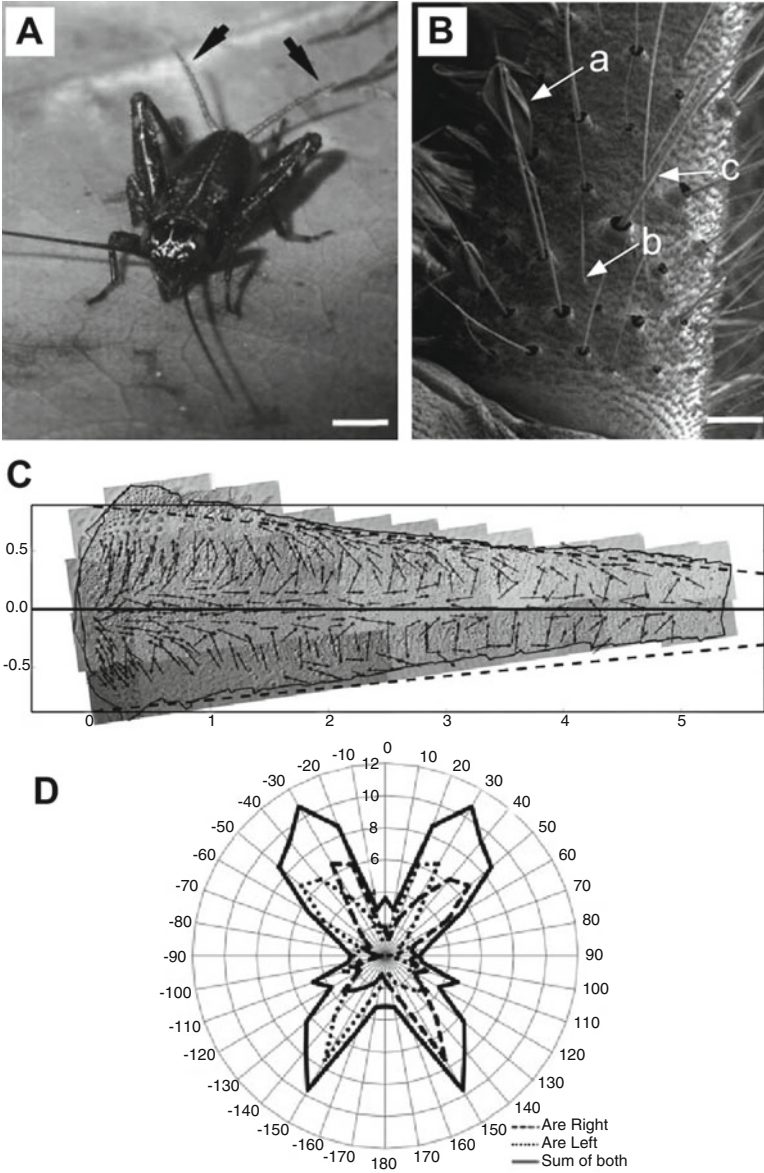 A
B
a
b
c
C
0.5
0.0
-0.5
0 1 2 3 4 5
D
0
-10 10
-20 20
-30 30
-40 40
-50 50
-60 60
-70 70
-80 80
-90 90
-100 100
-110 110
-120 120
-130 130
-140 140
-150 150
-160 160
-170 170
180
12
10
8
6
Are Right
Are Left
Sum of both